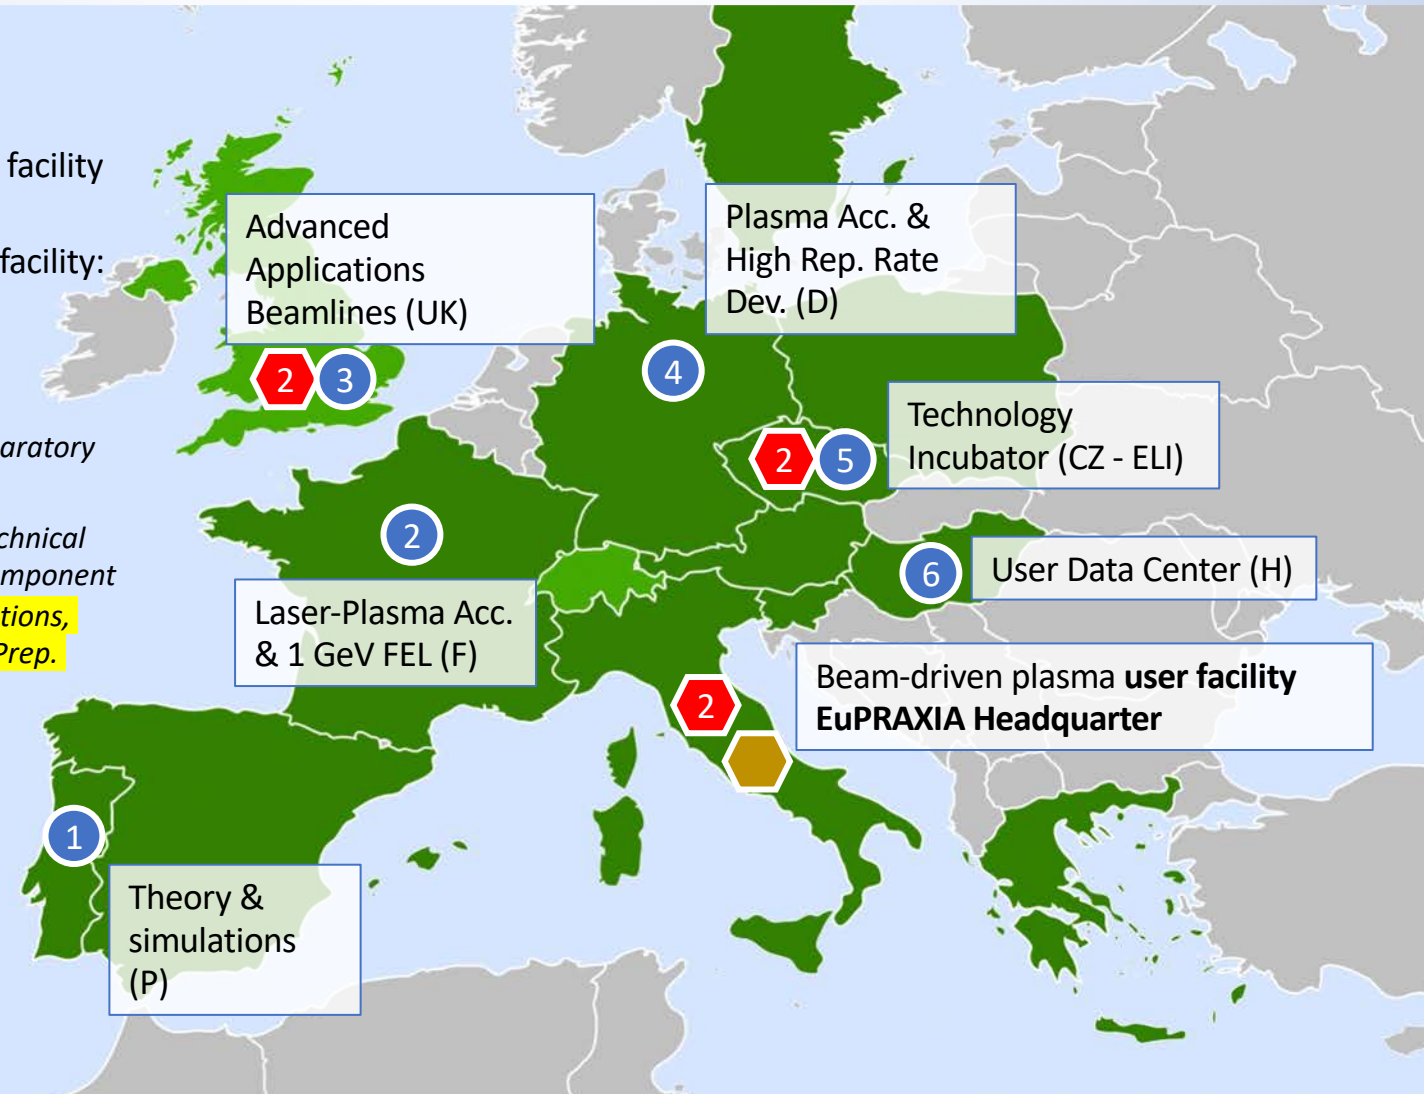 facility
facility:
aratory
chnical
mponent
tions,
Prep.
Advanced
Applications
Beamlines (UK)
2
3
Plasma Acc. &
High Rep. Rate
Dev. (D)
4
Technology
Incubator (CZ - ELI)
2
5
2
Laser-Plasma Acc.
& 1 GeV FEL (F)
6
User Data Center (H)
Beam-driven plasma user facility
EuPRAXIA Headquarter
2
1
Theory &
simulations
(P)